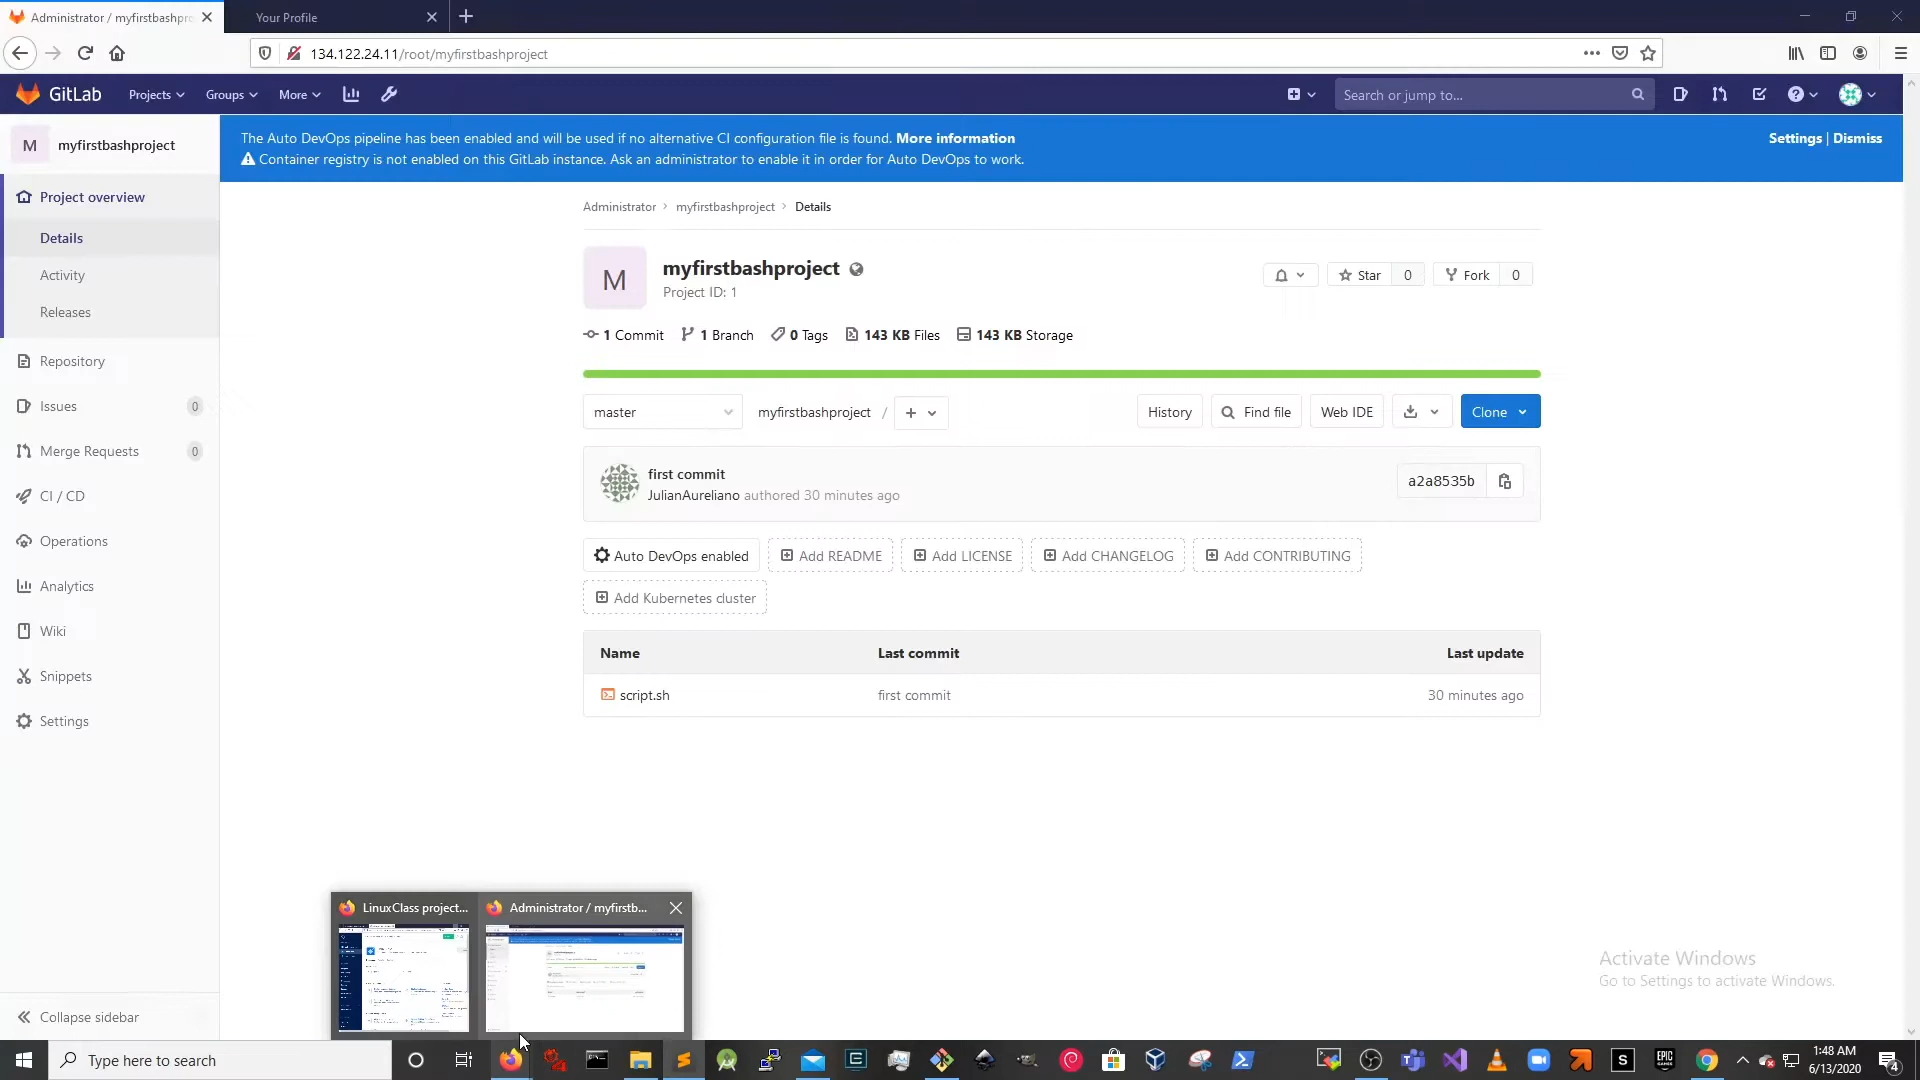 Administrator / myfirstbashpro
Your Profile
134.122.24.11/root/myfirstbashproject
GitLab
Projects
Groups
More
Search or jump to...
M
myfirstbashproject
The Auto DevOps pipeline has been enabled and will be used if no alternative CI configuration file is found. More information
Settings | Dismiss
Container registry is not enabled on this GitLab instance. Ask an administrator to enable it in order for Auto DevOps to work.
Project overview
Details
Activity
Releases
Repository
Issues 0
Merge Requests 0
CI / CD
Operations
Analytics
Wiki
Snippets
Settings
Collapse sidebar
Administrator > myfirstbashproject > Details
M
myfirstbashproject
Project ID: 1
Star 0
Fork 0
1 Commit 1 Branch 0 Tags 143 KB Files 143 KB Storage
master
myfirstbashproject / +
History
Find file
Web IDE
Clone
first commit
JulianAureliano authored 30 minutes ago
a2a8535b
Auto DevOps enabled
Add README
Add LICENSE
Add CHANGELOG
Add CONTRIBUTING
Add Kubernetes cluster
Name Last commit Last update
script.sh first commit 30 minutes ago
LinuxClass project...
Administrator / myfirstb...
Activate Windows
Go to Settings to activate Windows.
Type here to search
S
EPIC
GAMES
1:48 AM
6/13/2020
4